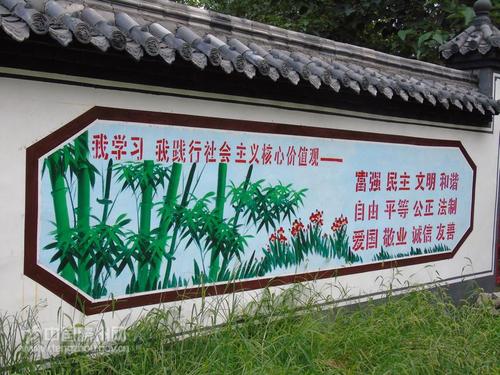 我学习 我践行社会主义核心价值观——
富强 民主 文明 和谐
自由 平等 公正 法制
爱国 敬业 诚信 友善